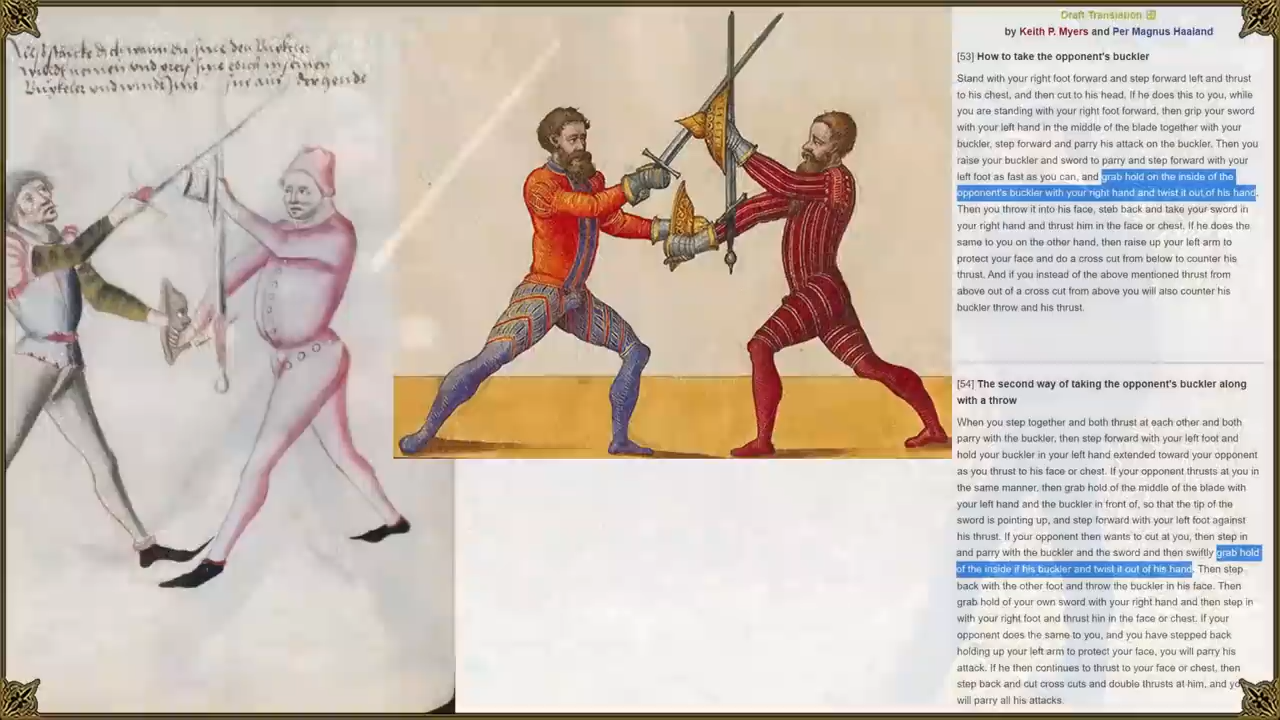 Draft Translation
by Keith P. Myers and Per Magnus Haaland
[53] How to take the opponent's buckler
Stand with your right foot forward and step forward left and thrust
to his chest, and then cut to his head. If he does this to you, while
you are standing with your right foot forward, then grip your sword
with your left hand in the middle of the blade together with your
buckler, step forward and parry his attack on the buckler. Then you
raise your buckler and sword to parry and step forward with your
left foot as fast as you can, and grab hold on the inside of the
opponent's buckler with your right hand and twist it out of his hand.
Then you throw it into his face, steb back and take your sword in
your right hand and thrust him in the face or chest. If he does the
same to you on the other hand, then raise up your left arm to
protect your face and do a cross cut from below to counter his
thrust. And if you instead of the above mentioned thrust from
above out of a cross cut from above you will also counter his
buckler throw and his thrust.
[54] The second way of taking the opponent's buckler along
with a throw
When you step together and both thrust at each other and both
parry with the buckler, then step forward with your left foot and
hold your buckler in your left hand extended toward your opponent
as you thrust to his face or chest. If your opponent thrusts at you in
the same manner, then grab hold of the middle of the blade with
your left hand and the buckler in front of, so that the tip of the
sword is pointing up, and step forward with your left foot against
his thrust. If your opponent then wants to cut at you, then step in
and parry with the buckler and the sword and then swiftly grab hold
of the inside if his buckler and twist it out of his hand. Then step
back with the other foot and throw the buckler in his face. Then
grab hold of your own sword with your right hand and then step in
with your right foot and thrust hin in the face or chest. If your
opponent does the same to you, and you have stepped back
holding up your left arm to protect your face, you will parry his
attack. If he then continues to thrust to your face or chest, then
step back and cut cross cuts and double thrusts at him, and you
will parry all his attacks.